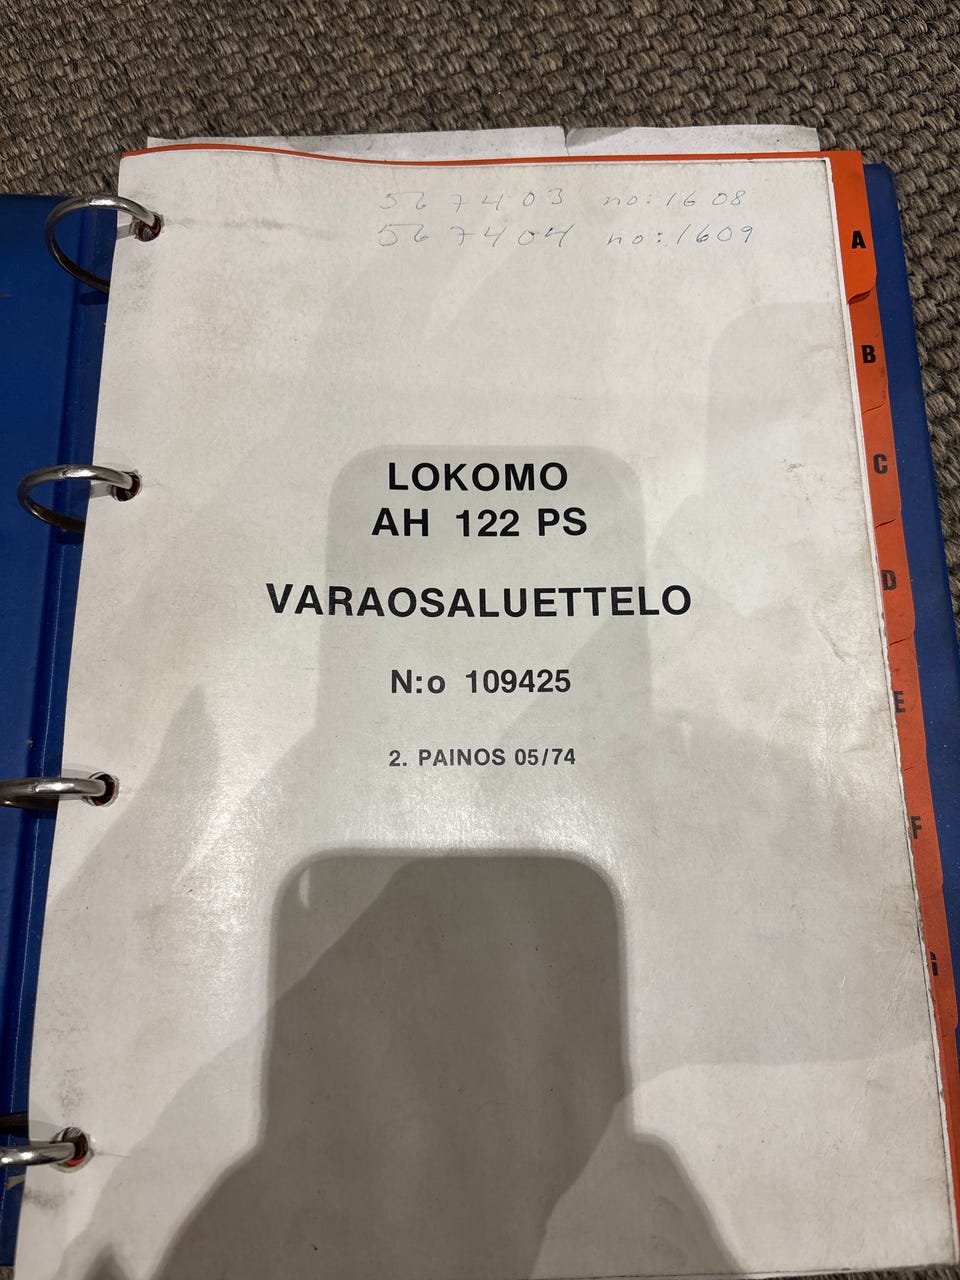 567403 no:1608
567404 no:1609
A
B
C
D
E
F
LOKOMO
AH 122 PS
VARAOSALUETTELO
N:o 109425
2. PAINOS 05/74